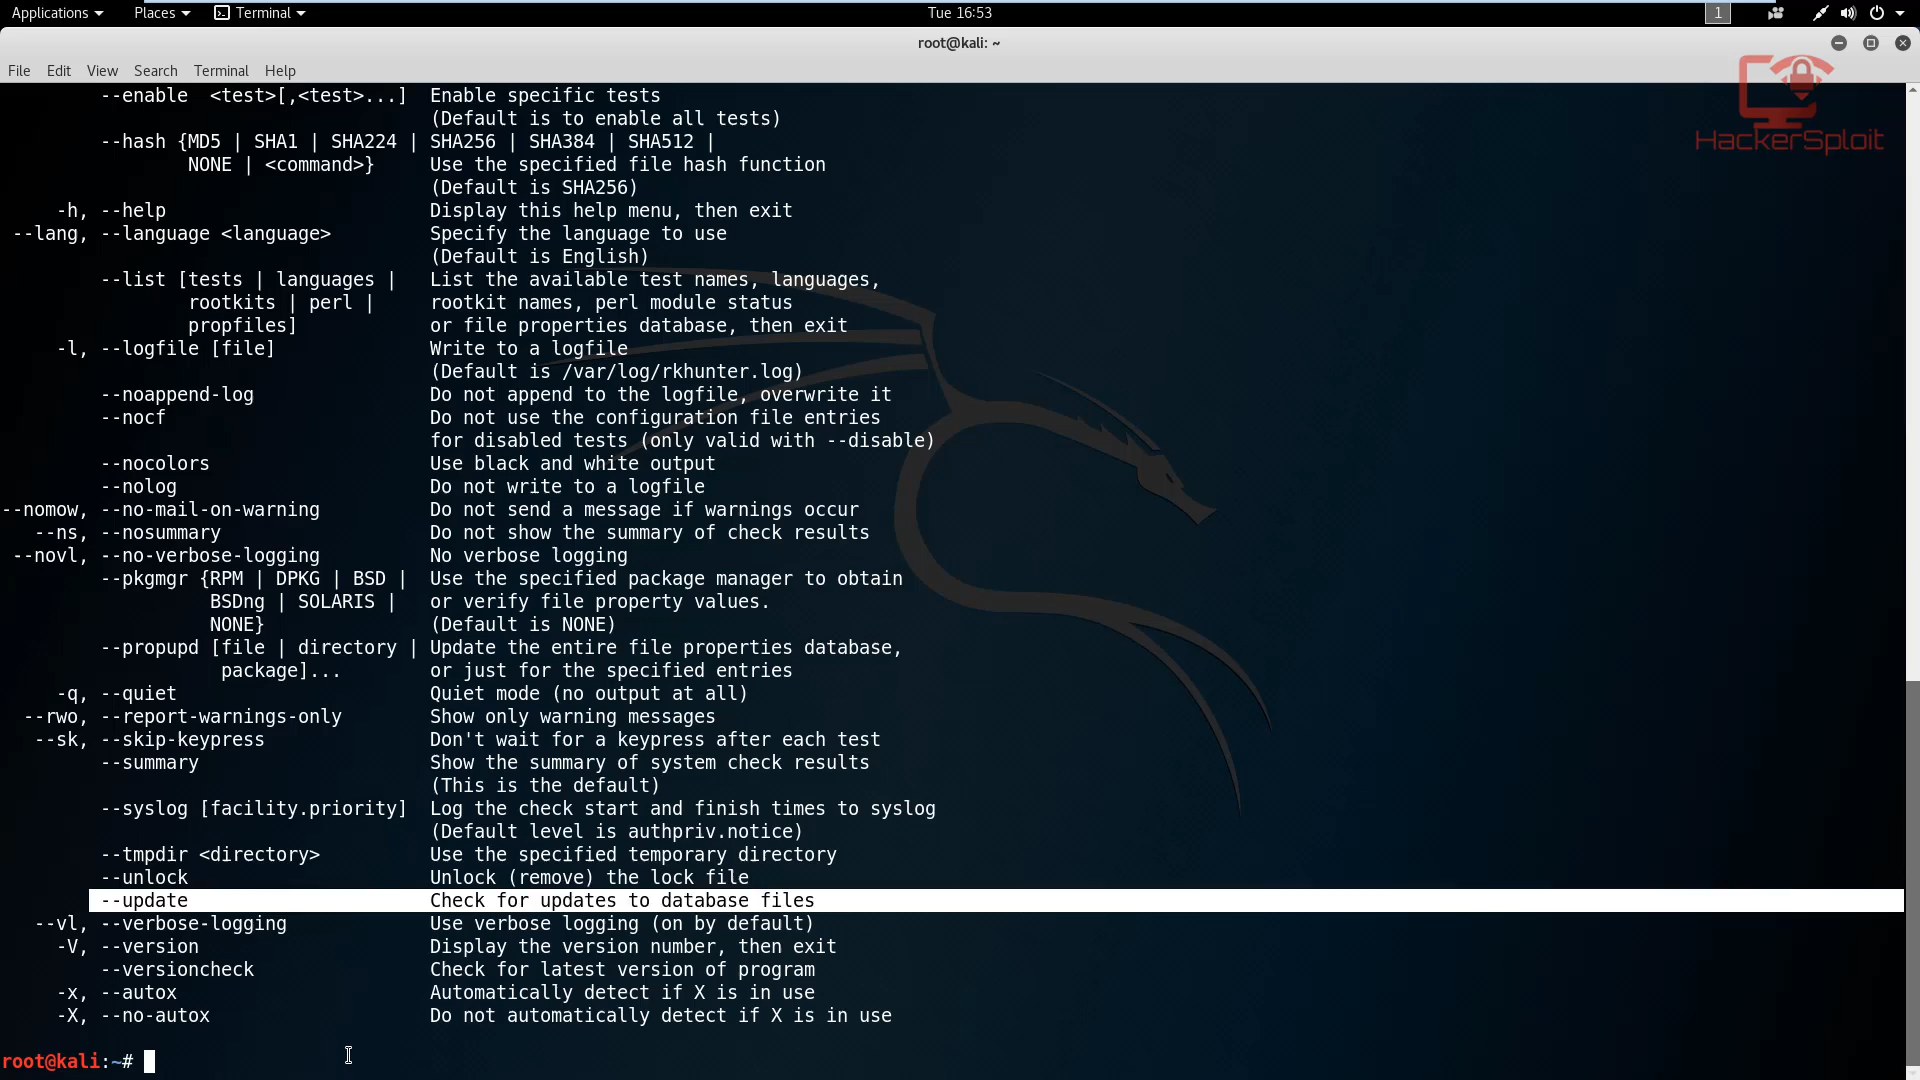 Applications Places Terminal Tue 16:53 1
root@kali: ~
File Edit View Search Terminal Help
HackerSploit
--enable <test>[,<test>...] Enable specific tests
(Default is to enable all tests)
--hash {MD5 | SHA1 | SHA224 | SHA256 | SHA384 | SHA512 |
NONE | <command>} Use the specified file hash function
(Default is SHA256)
-h, --help Display this help menu, then exit
--lang, --language <language> Specify the language to use
(Default is English)
--list [tests | languages | List the available test names, languages,
rootkits | perl | rootkit names, perl module status
propfiles] or file properties database, then exit
-l, --logfile [file] Write to a logfile
(Default is /var/log/rkhunter.log)
--noappend-log Do not append to the logfile, overwrite it
--nocf Do not use the configuration file entries
for disabled tests (only valid with --disable)
--nocolors Use black and white output
--nolog Do not write to a logfile
--nomow, --no-mail-on-warning Do not send a message if warnings occur
--ns, --nosummary Do not show the summary of check results
--novl, --no-verbose-logging No verbose logging
--pkgmgr {RPM | DPKG | BSD | Use the specified package manager to obtain
BSDng | SOLARIS | or verify file property values.
NONE} (Default is NONE)
--propupd [file | directory | Update the entire file properties database,
package]... or just for the specified entries
-q, --quiet Quiet mode (no output at all)
--rwo, --report-warnings-only Show only warning messages
--sk, --skip-keypress Don't wait for a keypress after each test
--summary Show the summary of system check results
(This is the default)
--syslog [facility.priority] Log the check start and finish times to syslog
(Default level is authpriv.notice)
--tmpdir <directory> Use the specified temporary directory
--unlock Unlock (remove) the lock file
--update Check for updates to database files
--vl, --verbose-logging Use verbose logging (on by default)
-V, --version Display the version number, then exit
--versioncheck Check for latest version of program
-x, --autox Automatically detect if X is in use
-X, --no-autox Do not automatically detect if X is in use
root@kali:~#